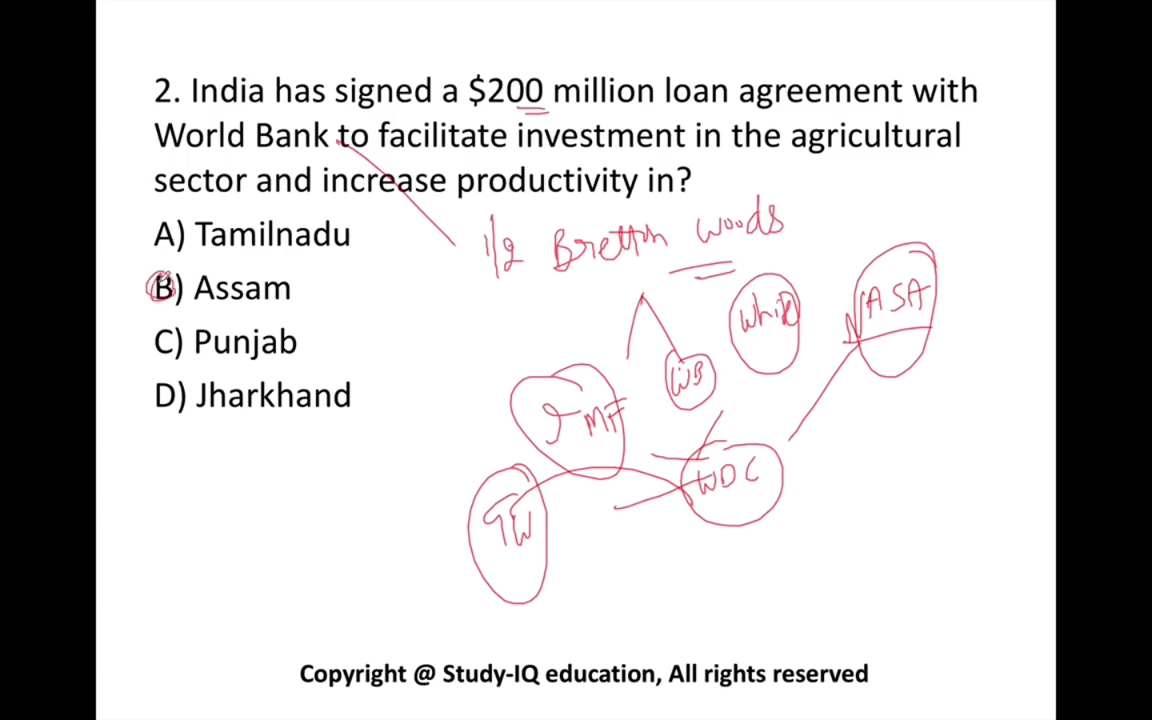 2. India has signed a $200 million loan agreement with
World Bank to facilitate investment in the agricultural
sector and increase productivity in?
A) Tamilnadu
B) Assam
C) Punjab
D) Jharkhand
1/2 Bretton woods
NASA
WB
IMF
WDC
Copyright @ Study-IQ education, All rights reserved